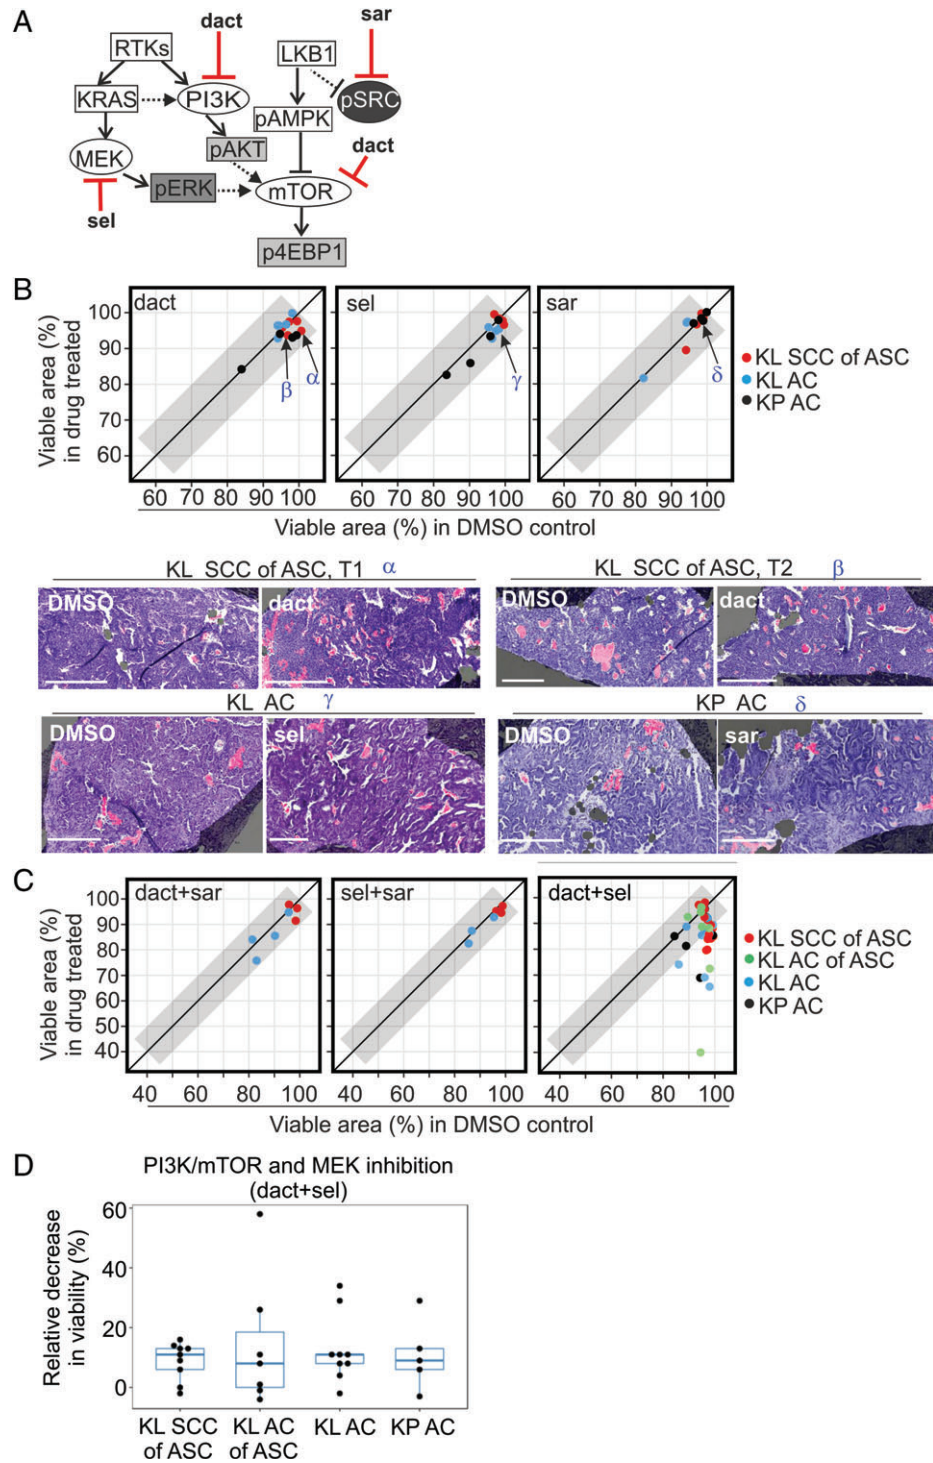 A
dact
sar
RTKs
LKB1
KRAS
PI3K
pSRC
pAMPK
MEK
pAKT
dact
pERK
mTOR
sel
p4EBP1
B
Viable area (%)
in drug treated
100
90
80
70
60
dact
β
α
sel
γ
sar
δ
60 70 80 90 100
60 70 80 90 100
60 70 80 90 100
Viable area (%) in DMSO control
KL SCC of ASC
KL AC
KP AC
KL SCC of ASC, T1 α
DMSO
dact
KL SCC of ASC, T2 β
DMSO
dact
KL AC γ
DMSO
sel
KP AC δ
DMSO
sar
C
Viable area (%)
in drug treated
100
90
80
70
60
50
40
dact+sar
sel+sar
dact+sel
40 60 80 100
40 60 80 100
40 60 80 100
Viable area (%) in DMSO control
KL SCC of ASC
KL AC of ASC
KL AC
KP AC
D
PI3K/mTOR and MEK inhibition
(dact+sel)
Relative decrease
in viability (%)
60
40
20
0
KL SCC
of ASC
KL AC
of ASC
KL AC
KP AC